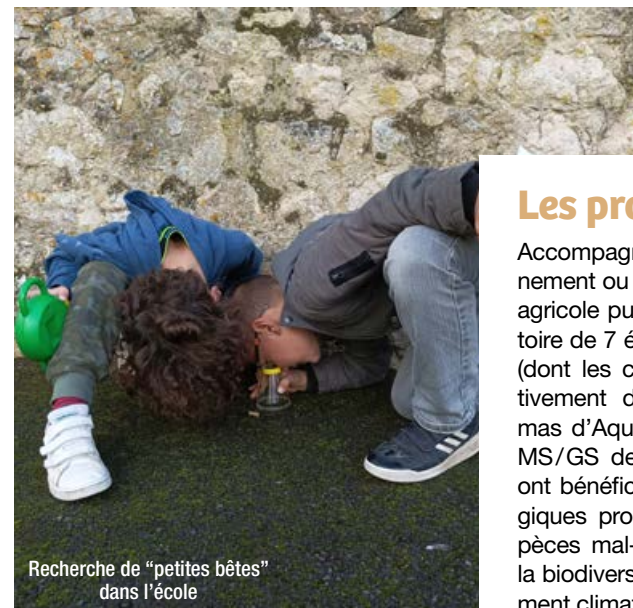 Les pro
Accompagn
nement ou
agricole pu
toire de 7 é
(dont les c
tivement d
mas d’Aqu
MS/GS de
ont bénéfic
giques pro
pèces mal-
la biodivers
ment climat
Recherche de “petites bêtes”
dans l’école